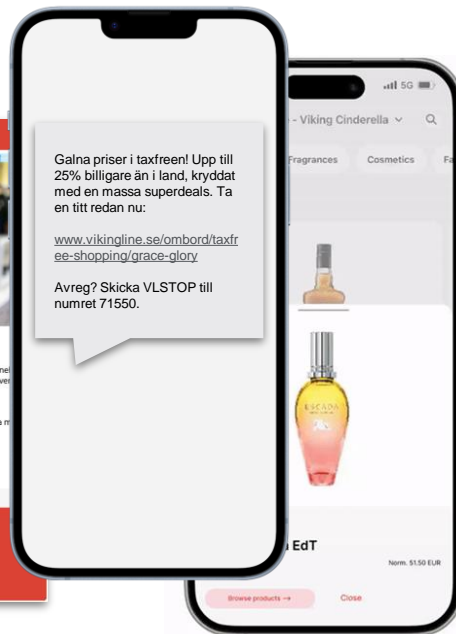 Galna priser i taxfreen! Upp till
25% billigare än i land, kryddat
med en massa superdeals. Ta
en titt redan nu:
www.vikingline.se/ombord/taxfr
ee-shopping/grace-glory
Avreg? Skicka VLSTOP till
numret 71550.
5G
- Viking Cinderella
Fragrances Cosmetics
ESCADA
EdT
Norm. 51.50 EUR
Browse products → Close